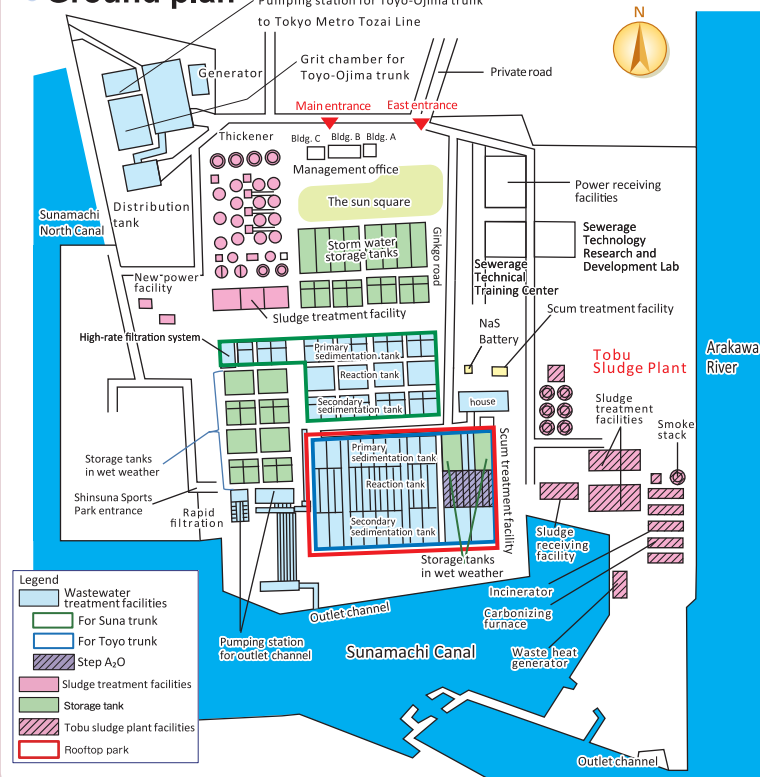 Ground plan
Pumping station for Toyo-Ojima trunk
to Tokyo Metro Tozai Line
N
Generator
Grit chamber for
Toyo-Ojima trunk
Private road
Main entrance
East entrance
Thickener
Bldg. C
Bldg. B
Bldg. A
Management office
The sun square
Power receiving
facilities
Distribution
tank
Sunamachi
North Canal
Storm water
storage tanks
Ginkgo road
Sewerage
Technology
Research and
Development Lab
Sewerage
Technical
Training Center
New power
facility
Sludge treatment facility
Scum treatment facility
NaS
Battery
High-rate filtration system
Primary
sedimentation tank
Reaction tank
Secondary
sedimentation tank
Tobu
Sludge Plant
Arakawa
River
house
Sludge
treatment
facilities
Smoke
stack
Storage tanks
in wet weather
Primary
sedimentation tank
Reaction tank
Secondary
sedimentation tank
Scum treatment facility
Shinsuna Sports
Park entrance
Rapid
filtration
Storage tanks
in wet weather
Sludge
receiving
facility
Incinerator
Carbonizing
furnace
Waste heat
generator
Outlet channel
Pumping station
for outlet channel
Sunamachi Canal
Outlet channel
Legend
Wastewater
treatment facilities
For Suna trunk
For Toyo trunk
Step A₂O
Sludge treatment facilities
Storage tank
Tobu sludge plant facilities
Rooftop park